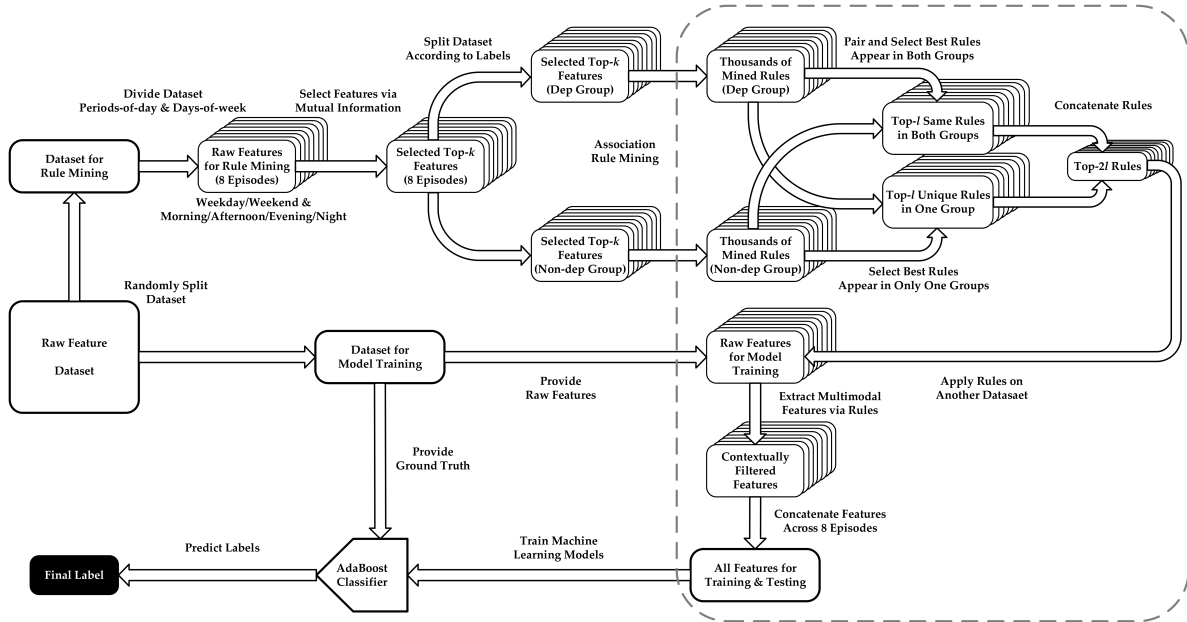 Split Dataset
According to Labels
Selected Top-k
Features
(Dep Group)
Thousands of
Mined Rules
(Dep Group)
Pair and Select Best Rules
Appear in Both Groups
Divide Dataset
Periods-of-day & Days-of-week
Select Features via
Mutual Information
Top-l Same Rules
in Both Groups
Concatenate Rules
Dataset for
Rule Mining
Raw Features
for Rule Mining
(8 Episodes)
Selected Top-k
Features
(8 Episodes)
Association
Rule Mining
Top-2l Rules
Weekday/Weekend &
Morning/Afternoon/Evening/Night
Top-l Unique Rules
in One Group
Selected Top-k
Features
(Non-dep Group)
Thousands of
Mined Rules
(Non-dep Group)
Select Best Rules
Appear in Only One Groups
Randomly Split
Dataset
Raw Feature
Dataset
Dataset for
Model Training
Raw Features
for Model
Training
Provide
Raw Features
Apply Rules on
Another Datasaet
Extract Multimodal
Features via Rules
Provide
Ground Truth
Contextually
Filtered
Features
Concatenate Features
Across 8 Episodes
Predict Labels
Train Machine
Learning Models
Final Label
AdaBoost
Classifier
All Features for
Training & Testing